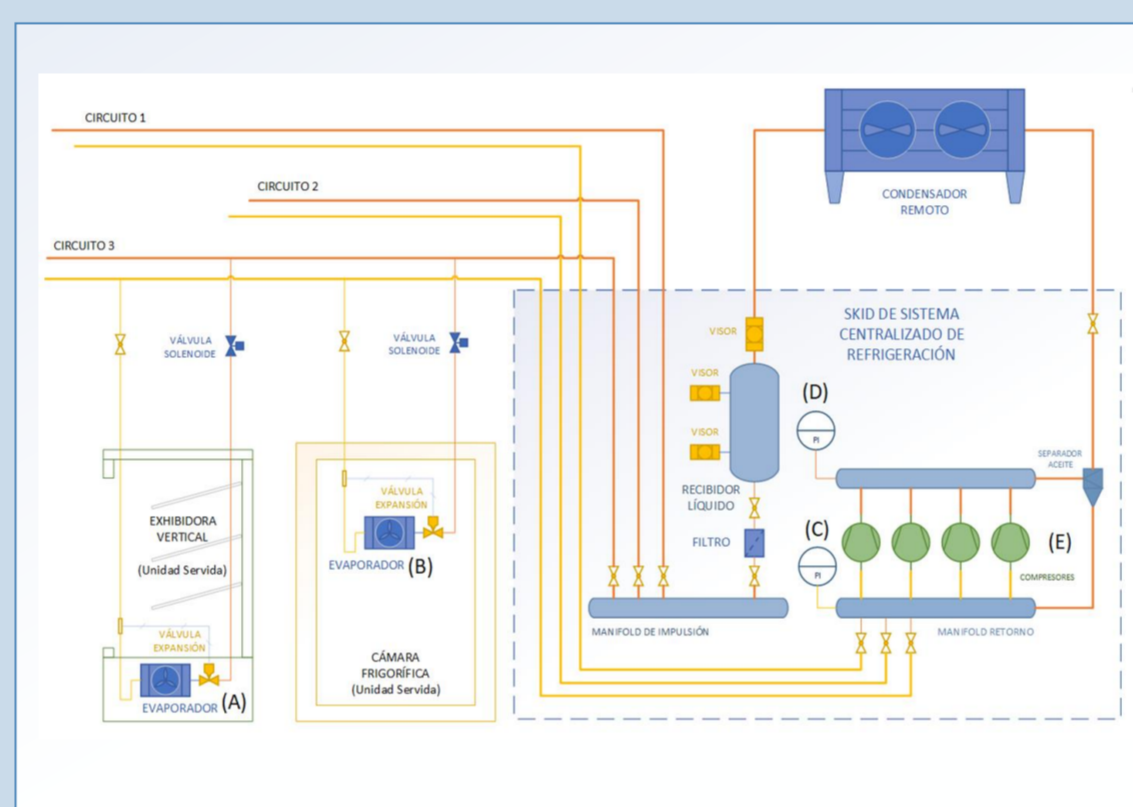 CIRCUITO 1
CIRCUITO 2
CIRCUITO 3
CONDENSADOR
REMOTO
SKID DE SISTEMA
CENTRALIZADO DE
REFRIGERACIÓN
VÁLVULA
SOLENOIDE
VÁLVULA
SOLENOIDE
VISOR
VISOR
VISOR
(D)
PI
SEPARADOR
ACEITE
RECIBIDOR
LÍQUIDO
FILTRO
(C)
PI
(E)
COMPRESORES
MANIFOLD DE IMPULSIÓN
MANIFOLD RETORNO
EXHIBIDORA
VERTICAL
(Unidad Servida)
VÁLVULA
EXPANSIÓN
EVAPORADOR (A)
VÁLVULA
EXPANSIÓN
EVAPORADOR (B)
CÁMARA
FRIGORÍFICA
(Unidad Servida)